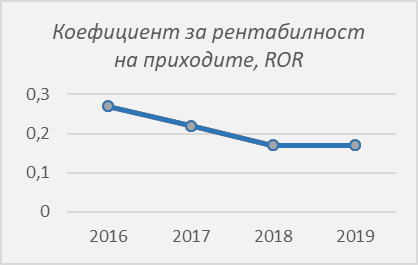 Коефициент за рентабилност
на приходите, ROR
0,3
0,2
0,1
0
2016 2017 2018 2019